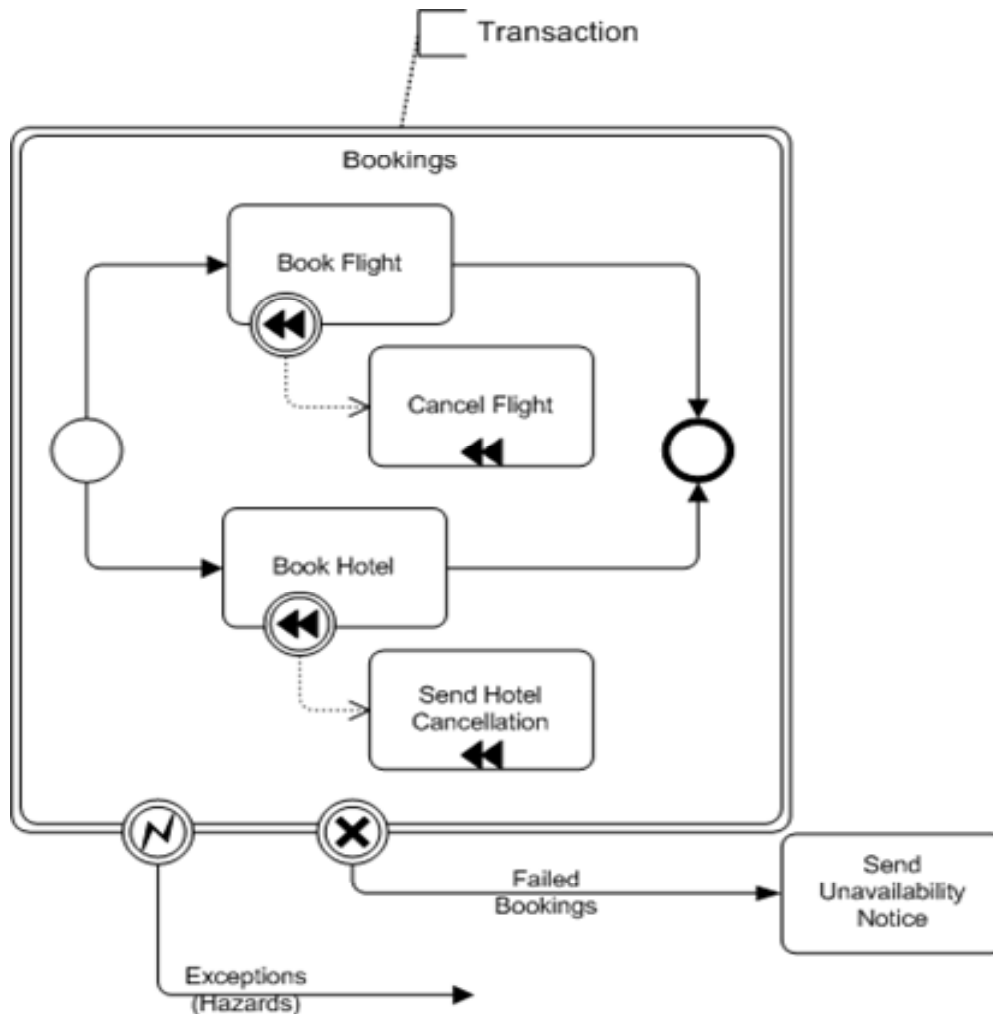 Transaction
Bookings
Book Flight
Cancel Flight
Book Hotel
Send Hotel
Cancellation
Failed
Bookings
Send
Unavailability
Notice
Exceptions
(Hazards)